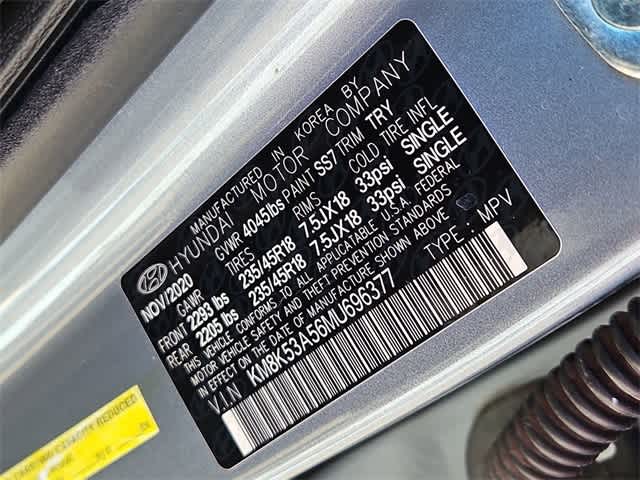 MANUFACTURED IN KOREA BY
HYUNDAI MOTOR COMPANY
NOV/2020 GVWR 4045lbs PAINT SS7 TRIM TRY
GAWR TIRES RIMS COLD TIRE INFL
FRONT 2293 lbs 235/45R18 7.5JX18 33psi SINGLE
REAR 2205 lbs 235/45R18 7.5JX18 33psi SINGLE
THIS VEHICLE CONFORMS TO ALL APPLICABLE U.S.A. FEDERAL
MOTOR VEHICLE SAFETY AND THEFT PREVENTION STANDARDS
IN EFFECT ON THE DATE OF MANUFACTURE SHOWN ABOVE.
V.I.N KM8K53A56MU696377 TYPE : MPV
CAPACITY REDUCED